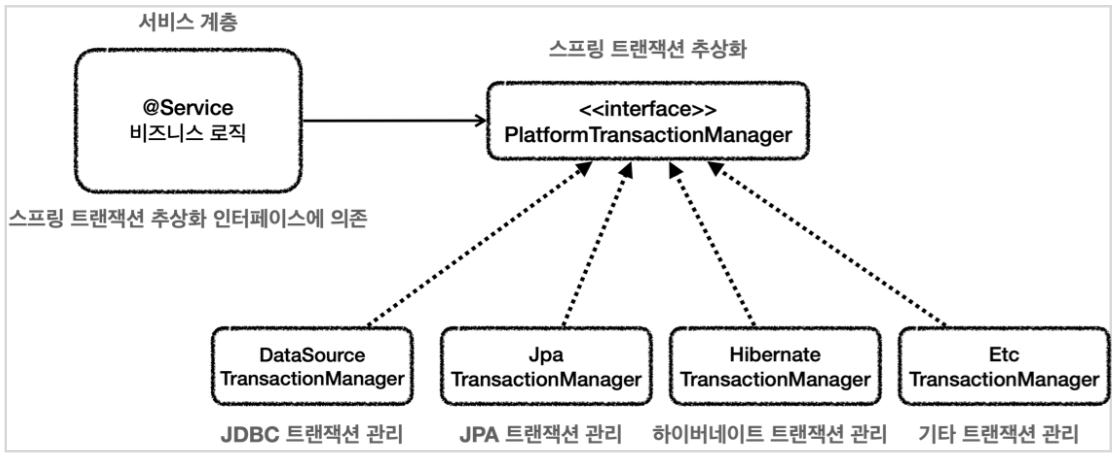 서비스 계층
스프링 트랜잭션 추상화
@Service
비즈니스 로직
<<interface>>
PlatformTransactionManager
스프링 트랜잭션 추상화 인터페이스에 의존
DataSource
TransactionManager
Jpa
TransactionManager
Hibernate
TransactionManager
Etc
TransactionManager
JDBC 트랜잭션 관리
JPA 트랜잭션 관리
하이버네이트 트랜잭션 관리
기타 트랜잭션 관리